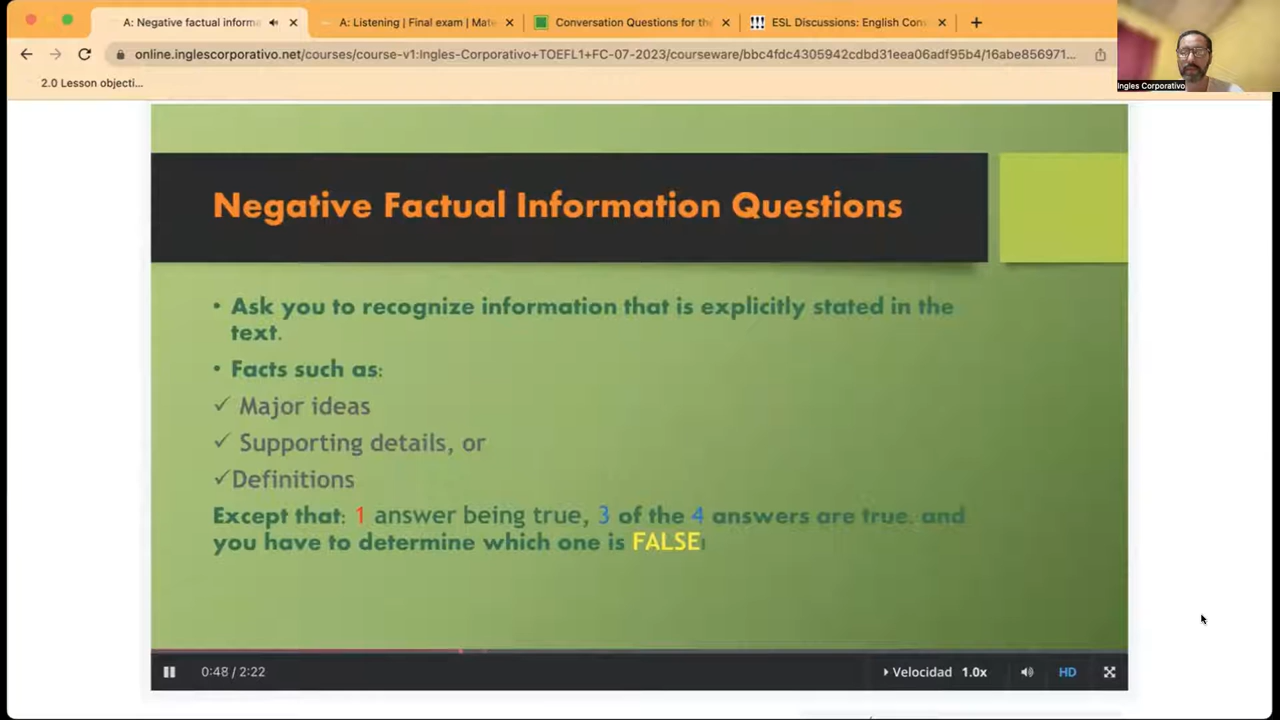 A: Negative factual informa
A: Listening | Final exam | Mate
Conversation Questions for the
ESL Discussions: English Con
online.inglescorporativo.net/courses/course-v1:Ingles-Corporativo+TOEFL1+FC-07-2023/courseware/bbc4fdc4305942cdbd31eea06adf95b4/16abe856971...
Ingles Corporativo
2.0 Lesson objecti...
Negative Factual Information Questions
• Ask you to recognize information that is explicitly stated in the
text.
• Facts such as:
✓ Major ideas
✓ Supporting details, or
✓Definitions
Except that: 1 answer being true, 3 of the 4 answers are true. and
you have to determine which one is FALSE!
0:48 / 2:22
Velocidad 1.0x
HD